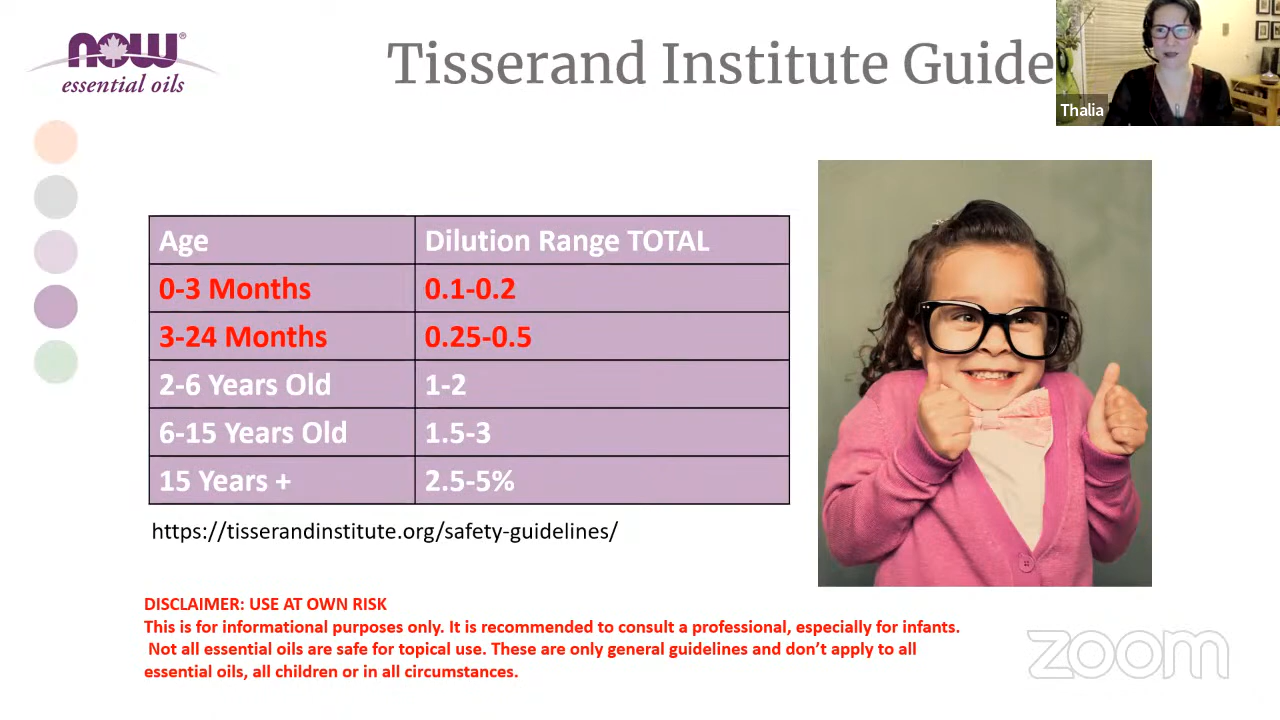 NOW®
essential oils
Tisserand Institute Guide
Thalia
Age Dilution Range TOTAL
0-3 Months 0.1-0.2
3-24 Months 0.25-0.5
2-6 Years Old 1-2
6-15 Years Old 1.5-3
15 Years + 2.5-5%
https://tisserandinstitute.org/safety-guidelines/
DISCLAIMER: USE AT OWN RISK
This is for informational purposes only. It is recommended to consult a professional, especially for infants.
Not all essential oils are safe for topical use. These are only general guidelines and don’t apply to all
essential oils, all children or in all circumstances.
zoom